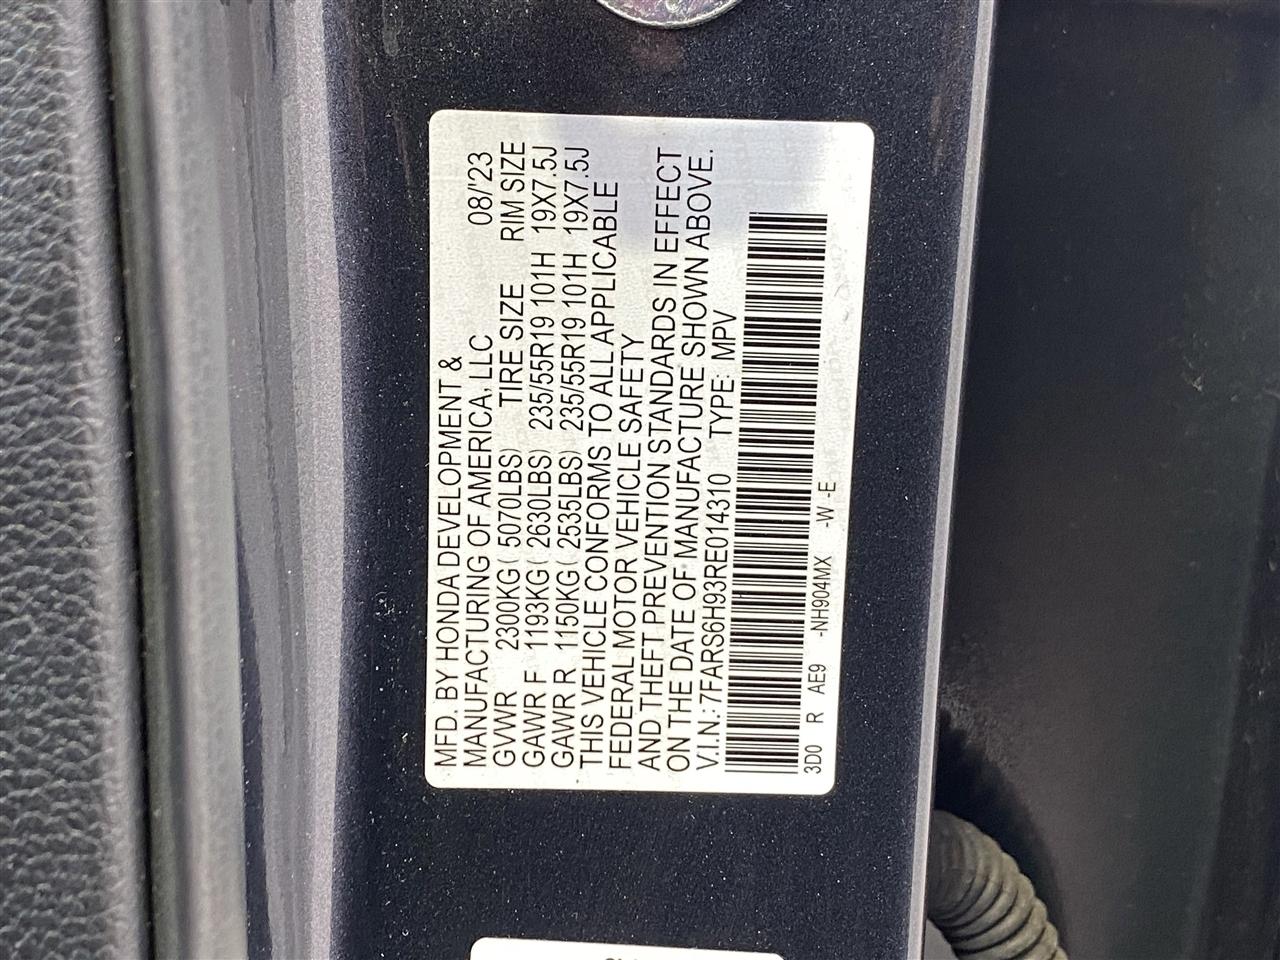 MFD. BY HONDA DEVELOPMENT &
MANUFACTURING OF AMERICA, LLC 08/'23
GVWR 2300KG ( 5070LBS) TIRE SIZE RIM SIZE
GAWR F 1193KG ( 2630LBS) 235/55R19 101H 19X7.5J
GAWR R 1150KG ( 2535LBS) 235/55R19 101H 19X7.5J
THIS VEHICLE CONFORMS TO ALL APPLICABLE
FEDERAL MOTOR VEHICLE SAFETY
AND THEFT PREVENTION STANDARDS IN EFFECT
ON THE DATE OF MANUFACTURE SHOWN ABOVE.
V.I.N.: 7FARS6H93RE014310 TYPE: MPV
3D0 R AE9 -NH904MX -W -E